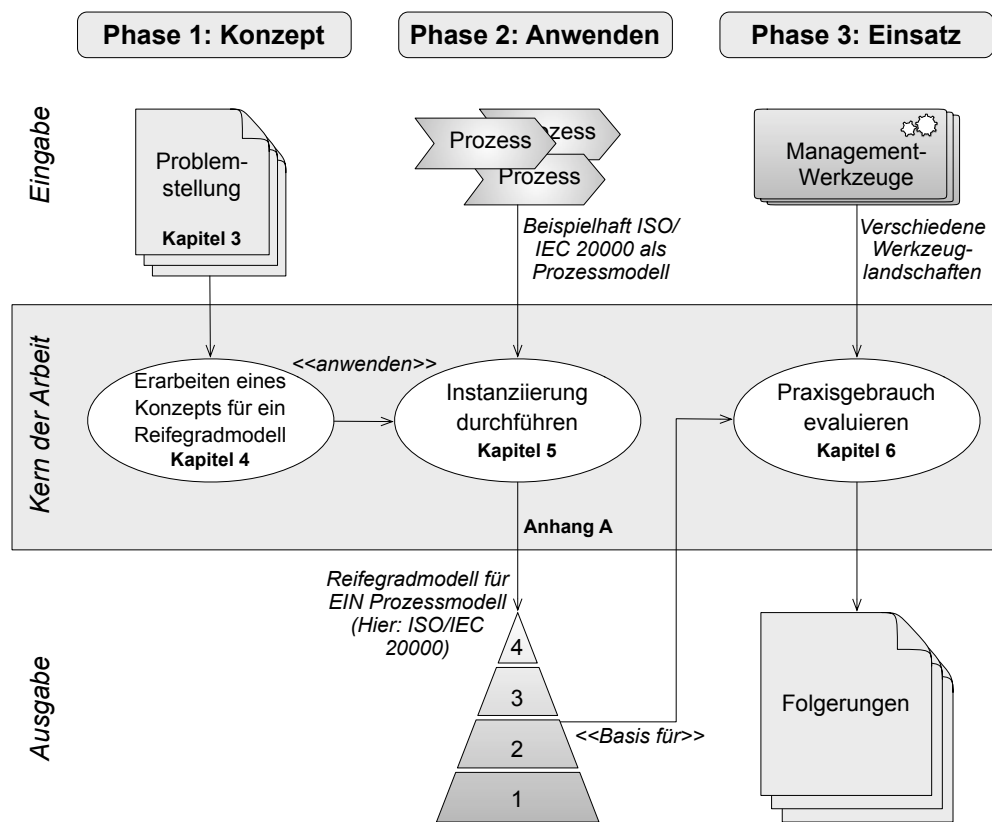 Phase 1: Konzept
Phase 2: Anwenden
Phase 3: Einsatz
Eingabe
Problem-
stellung
Kapitel 3
Prozess
Prozess
Prozess
Management-
Werkzeuge
Beispielhaft ISO/
IEC 20000 als
Prozessmodell
Verschiedene
Werkzeug-
landschaften
Kern der Arbeit
Erarbeiten eines
Konzepts für ein
Reifegradmodell
Kapitel 4
<<anwenden>>
Instanziierung
durchführen
Kapitel 5
Praxisgebrauch
evaluieren
Kapitel 6
Anhang A
Ausgabe
Reifegradmodell für
EIN Prozessmodell
(Hier: ISO/IEC
20000)
4
3
2
1
<<Basis für>>
Folgerungen